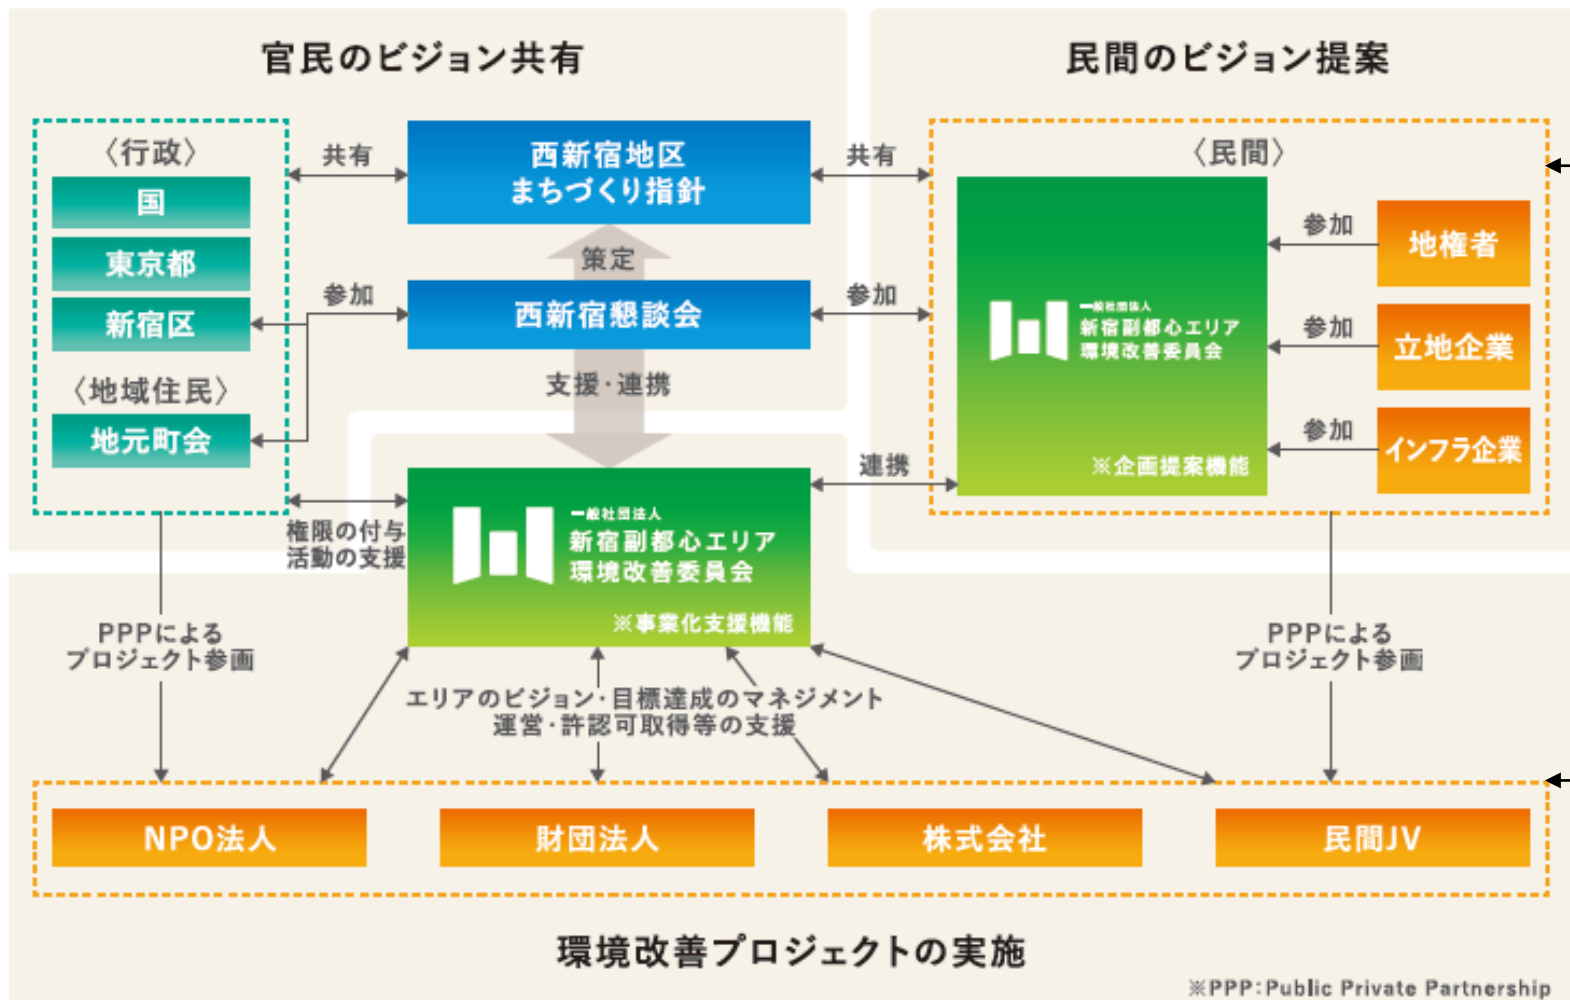 官民のビジョン共有
民間のビジョン提案
〈行政〉
国
東京都
新宿区
〈地域住民〉
地元町会
共有
参加
西新宿地区
まちづくり指針
策定
西新宿懇談会
支援・連携
共有
参加
連携
〈民間〉
一般社団法人
新宿副都心エリア
環境改善委員会
※企画提案機能
参加
地権者
参加
立地企業
参加
インフラ企業
権限の付与
活動の支援
一般社団法人
新宿副都心エリア
環境改善委員会
※事業化支援機能
PPPによる
プロジェクト参画
エリアのビジョン・目標達成のマネジメント
運営・許認可取得等の支援
PPPによる
プロジェクト参画
NPO法人
財団法人
株式会社
民間JV
環境改善プロジェクトの実施
※PPP:Public Private Partnership